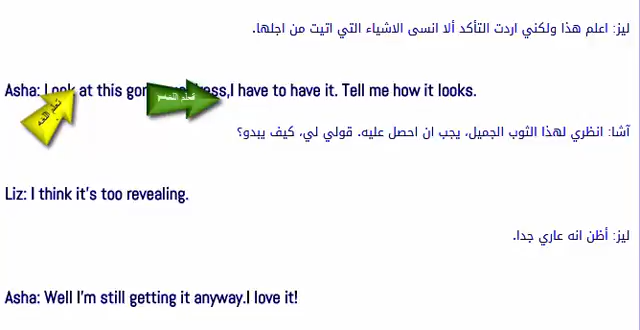 ليز: اعلم هذا ولكني اردت التأكد ألا انسى الاشياء التي اتيت من اجلها.
Asha: Look at this dress,I have to have it. Tell me how it looks.
آشا: انظري لهذا الثوب الجميل، يجب ان احصل عليه. قولي لي، كيف يبدو؟
Liz: I think it's too revealing.
ليز: أظن انه عاري جدا.
Asha: Well I'm still getting it anyway.I love it!